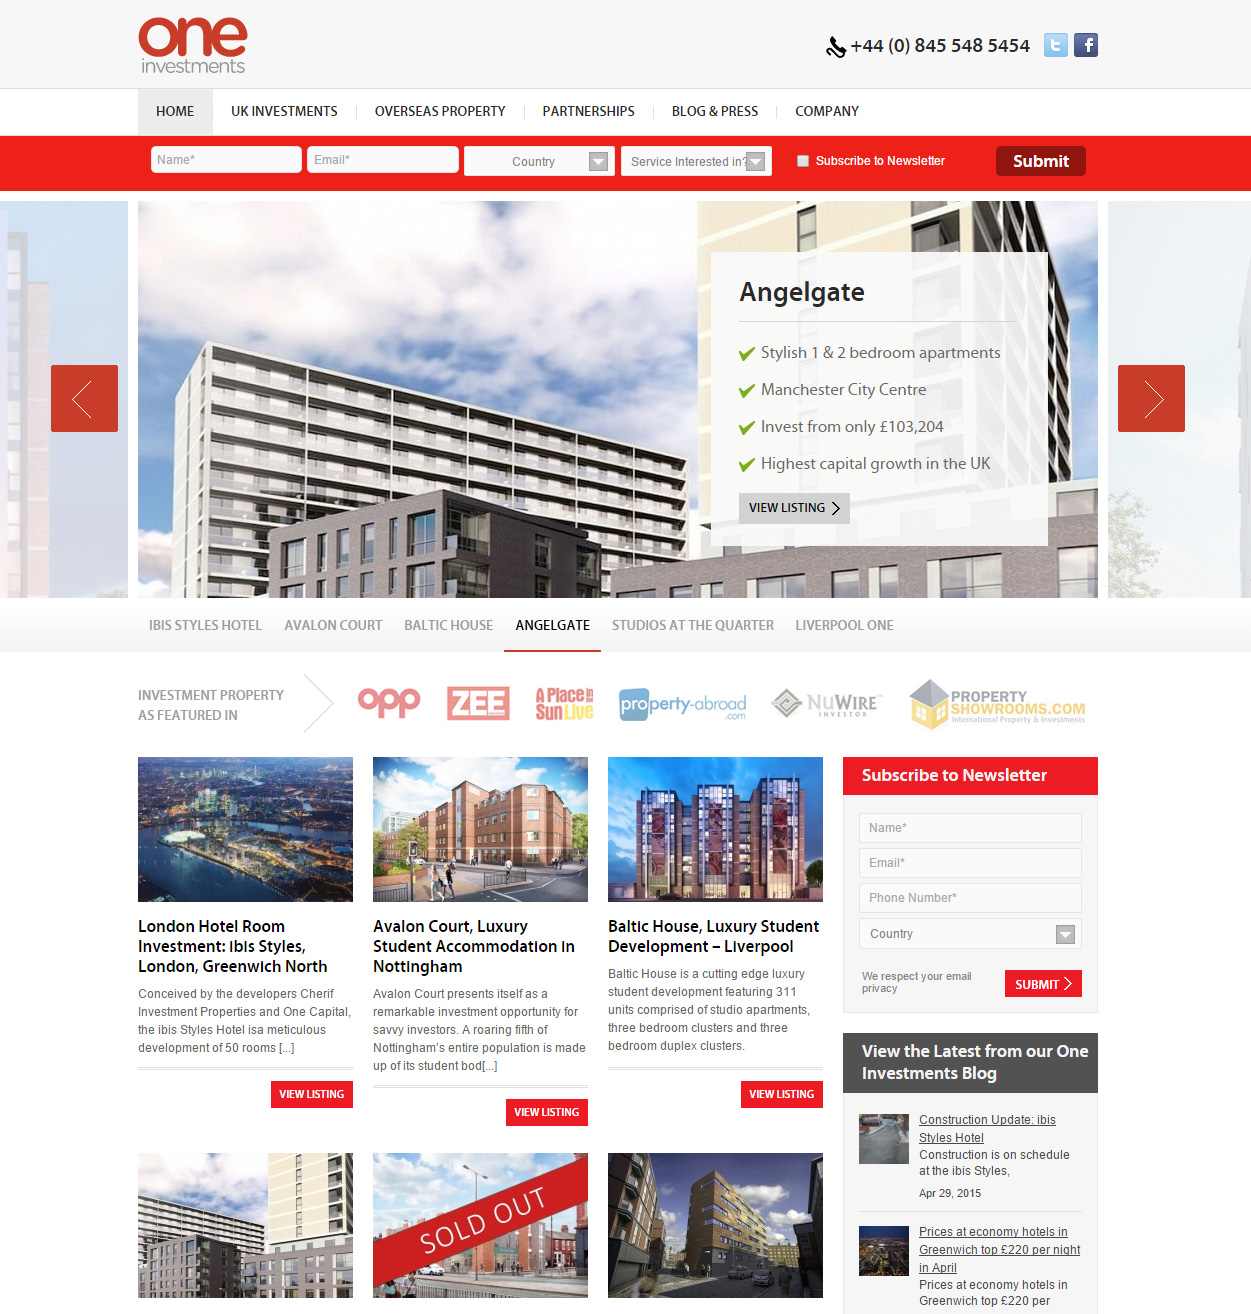 one
investments
+44 (0) 845 548 5454
HOME
UK INVESTMENTS
OVERSEAS PROPERTY
PARTNERSHIPS
BLOG & PRESS
COMPANY
Name*
Email*
Country
Service Interested in?
Subscribe to Newsletter
Submit
Angelgate
Stylish 1 & 2 bedroom apartments
Manchester City Centre
Invest from only £103,204
Highest capital growth in the UK
VIEW LISTING
IBIS STYLES HOTEL
AVALON COURT
BALTIC HOUSE
ANGELGATE
STUDIOS AT THE QUARTER
LIVERPOOL ONE
INVESTMENT PROPERTY
AS FEATURED IN
opp
ZEE
A Place in the
Sun Live
property-abroad
.com
NUWIRE™
INVESTOR
PROPERTY
SHOWROOMS.COM
International Property & Investments
London Hotel Room
Investment: ibis Styles,
London, Greenwich North
Conceived by the developers Cherif
Investment Properties and One Capital,
the ibis Styles Hotel isa meticulous
development of 50 rooms [...]
VIEW LISTING
Avalon Court, Luxury
Student Accommodation in
Nottingham
Avalon Court presents itself as a
remarkable investment opportunity for
savvy investors. A roaring fifth of
Nottingham's entire population is made
up of its student bod[...]
VIEW LISTING
Baltic House, Luxury Student
Development – Liverpool
Baltic House is a cutting edge luxury
student development featuring 311
units comprised of studio apartments,
three bedroom clusters and three
bedroom duplex clusters.
VIEW LISTING
SOLD OUT
Subscribe to Newsletter
Name*
Email*
Phone Number*
Country
We respect your email
privacy
SUBMIT
View the Latest from our One
Investments Blog
Construction Update: ibis
Styles Hotel
Construction is on schedule
at the ibis Styles,
Apr 29, 2015
Prices at economy hotels in
Greenwich top £220 per night
in April
Prices at economy hotels in
Greenwich top £220 per